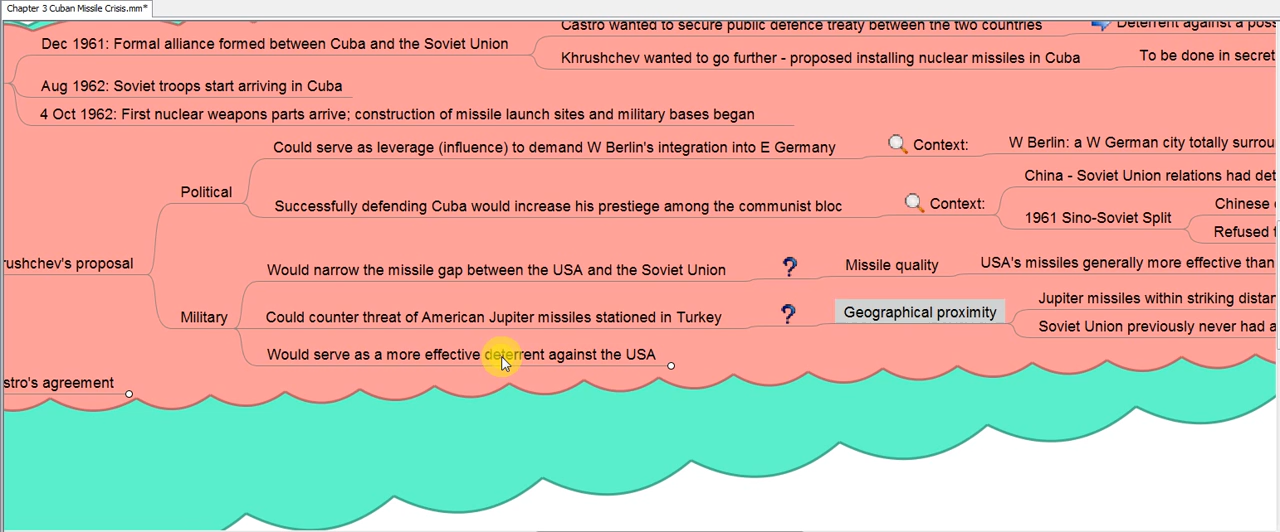 Chapter 3 Cuban Missile Crisis.mm*
Castro wanted to secure public defence treaty between the two countries
Deterrent against a pos
Dec 1961: Formal alliance formed between Cuba and the Soviet Union
Khrushchev wanted to go further - proposed installing nuclear missiles in Cuba
To be done in secret
Aug 1962: Soviet troops start arriving in Cuba
4 Oct 1962: First nuclear weapons parts arrive; construction of missile launch sites and military bases began
Could serve as leverage (influence) to demand W Berlin's integration into E Germany
Context:
W Berlin: a W German city totally surrou
Political
China - Soviet Union relations had det
Successfully defending Cuba would increase his prestiege among the communist bloc
Context:
1961 Sino-Soviet Split
Chinese
Refused t
rushchev's proposal
Would narrow the missile gap between the USA and the Soviet Union
?
Missile quality
USA's missiles generally more effective than
Military
Could counter threat of American Jupiter missiles stationed in Turkey
?
Geographical proximity
Jupiter missiles within striking distan
Soviet Union previously never had a
Would serve as a more effective deterrent against the USA
stro's agreement